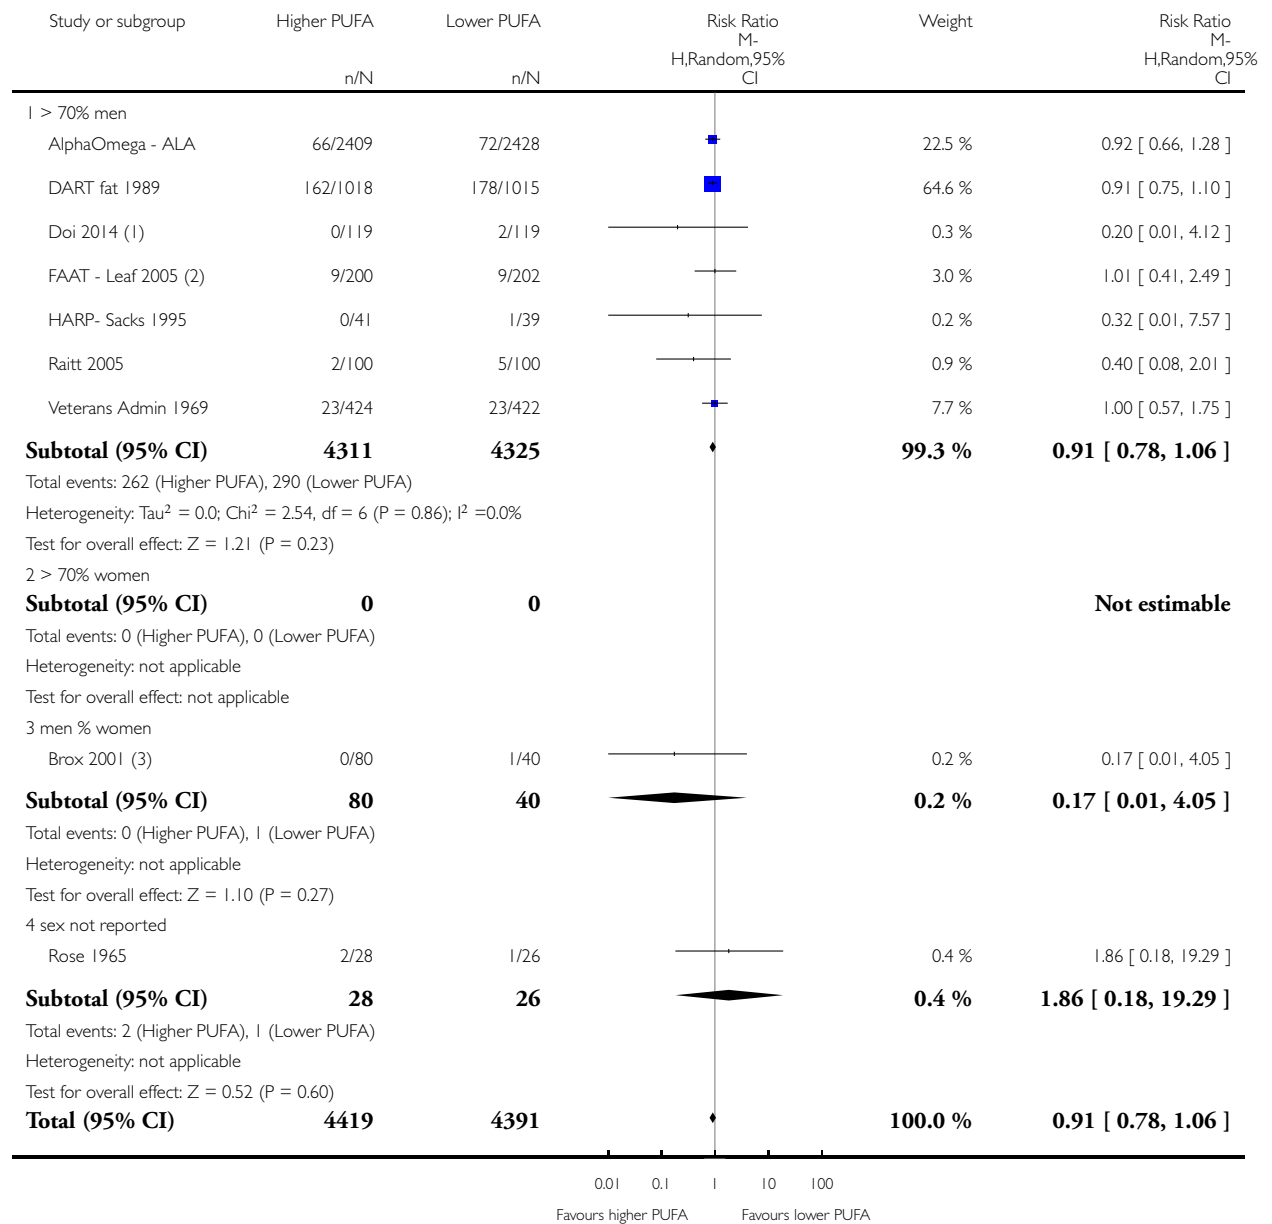 Study or subgroup Higher PUFA Lower PUFA Risk Ratio Weight Risk Ratio
M- M-
H,Random,95% H,Random,95%
n/N n/N CI CI
1 > 70% men
AlphaOmega - ALA 66/2409 72/2428 22.5 % 0.92 [ 0.66, 1.28 ]
DART fat 1989 162/1018 178/1015 64.6 % 0.91 [ 0.75, 1.10 ]
Doi 2014 (1) 0/119 2/119 0.3 % 0.20 [ 0.01, 4.12 ]
FAAT - Leaf 2005 (2) 9/200 9/202 3.0 % 1.01 [ 0.41, 2.49 ]
HARP- Sacks 1995 0/41 1/39 0.2 % 0.32 [ 0.01, 7.57 ]
Raitt 2005 2/100 5/100 0.9 % 0.40 [ 0.08, 2.01 ]
Veterans Admin 1969 23/424 23/422 7.7 % 1.00 [ 0.57, 1.75 ]
Subtotal (95% CI) 4311 4325 99.3 % 0.91 [ 0.78, 1.06 ]
Total events: 262 (Higher PUFA), 290 (Lower PUFA)
Heterogeneity: Tau² = 0.0; Chi² = 2.54, df = 6 (P = 0.86); I² =0.0%
Test for overall effect: Z = 1.21 (P = 0.23)
2 > 70% women
Subtotal (95% CI) 0 0 Not estimable
Total events: 0 (Higher PUFA), 0 (Lower PUFA)
Heterogeneity: not applicable
Test for overall effect: not applicable
3 men % women
Brox 2001 (3) 0/80 1/40 0.2 % 0.17 [ 0.01, 4.05 ]
Subtotal (95% CI) 80 40 0.2 % 0.17 [ 0.01, 4.05 ]
Total events: 0 (Higher PUFA), 1 (Lower PUFA)
Heterogeneity: not applicable
Test for overall effect: Z = 1.10 (P = 0.27)
4 sex not reported
Rose 1965 2/28 1/26 0.4 % 1.86 [ 0.18, 19.29 ]
Subtotal (95% CI) 28 26 0.4 % 1.86 [ 0.18, 19.29 ]
Total events: 2 (Higher PUFA), 1 (Lower PUFA)
Heterogeneity: not applicable
Test for overall effect: Z = 0.52 (P = 0.60)
Total (95% CI) 4419 4391 100.0 % 0.91 [ 0.78, 1.06 ]
0.01 0.1 1 10 100
Favours higher PUFA Favours lower PUFA